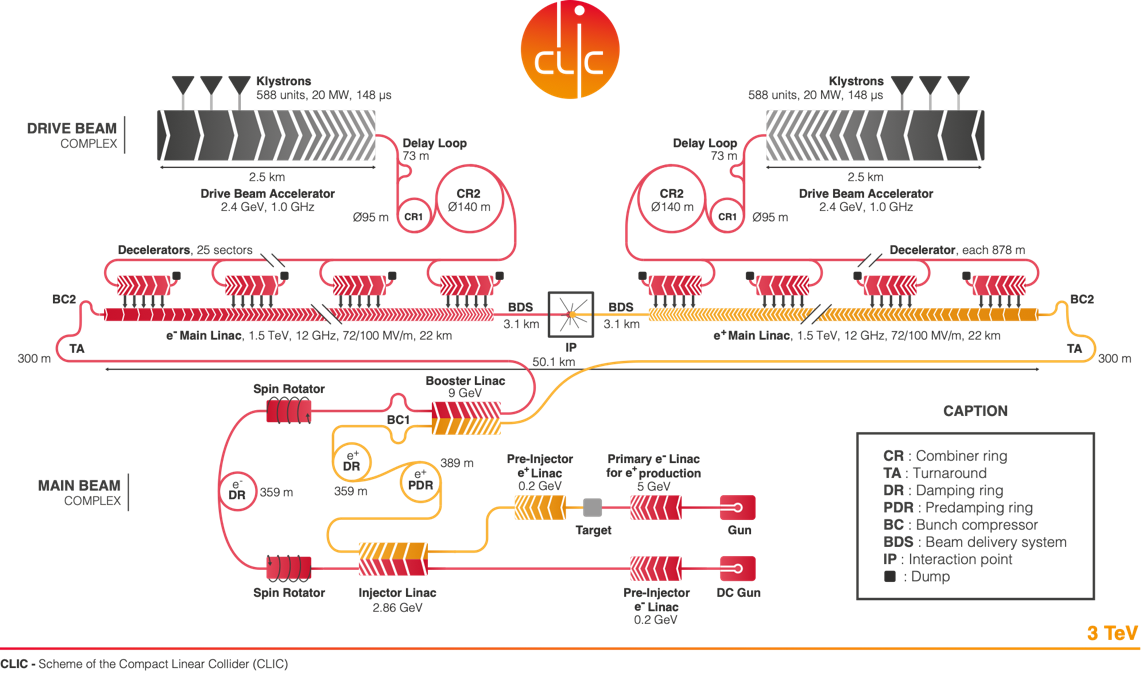 clic
Klystrons
588 units, 20 MW, 148 µs
Klystrons
588 units, 20 MW, 148 µs
DRIVE BEAM
COMPLEX
Delay Loop
73 m
Delay Loop
73 m
2.5 km
2.5 km
Drive Beam Accelerator
2.4 GeV, 1.0 GHz
Drive Beam Accelerator
2.4 GeV, 1.0 GHz
CR2
Ø140 m
CR2
Ø140 m
Ø95 m
CR1
CR1
Ø95 m
Decelerators, 25 sectors
Decelerator, each 878 m
BC2
BDS
3.1 km
BDS
3.1 km
BC2
e⁻ Main Linac, 1.5 TeV, 12 GHz, 72/100 MV/m, 22 km
IP
e⁺ Main Linac, 1.5 TeV, 12 GHz, 72/100 MV/m, 22 km
TA
300 m
TA
300 m
50.1 km
Spin Rotator
Booster Linac
9 GeV
BC1
CAPTION
MAIN BEAM
COMPLEX
e⁻
DR
359 m
e⁺
DR
359 m
e⁺
PDR
389 m
Pre-Injector
e⁺ Linac
0.2 GeV
Primary e⁻ Linac
for e⁺ production
5 GeV
Target
Gun
Spin Rotator
Injector Linac
2.86 GeV
Pre-Injector
e⁻ Linac
0.2 GeV
DC Gun
CR : Combiner ring
TA : Turnaround
DR : Damping ring
PDR : Predamping ring
BC : Bunch compressor
BDS : Beam delivery system
IP : Interaction point
: Dump
3 TeV
CLIC - Scheme of the Compact Linear Collider (CLIC)